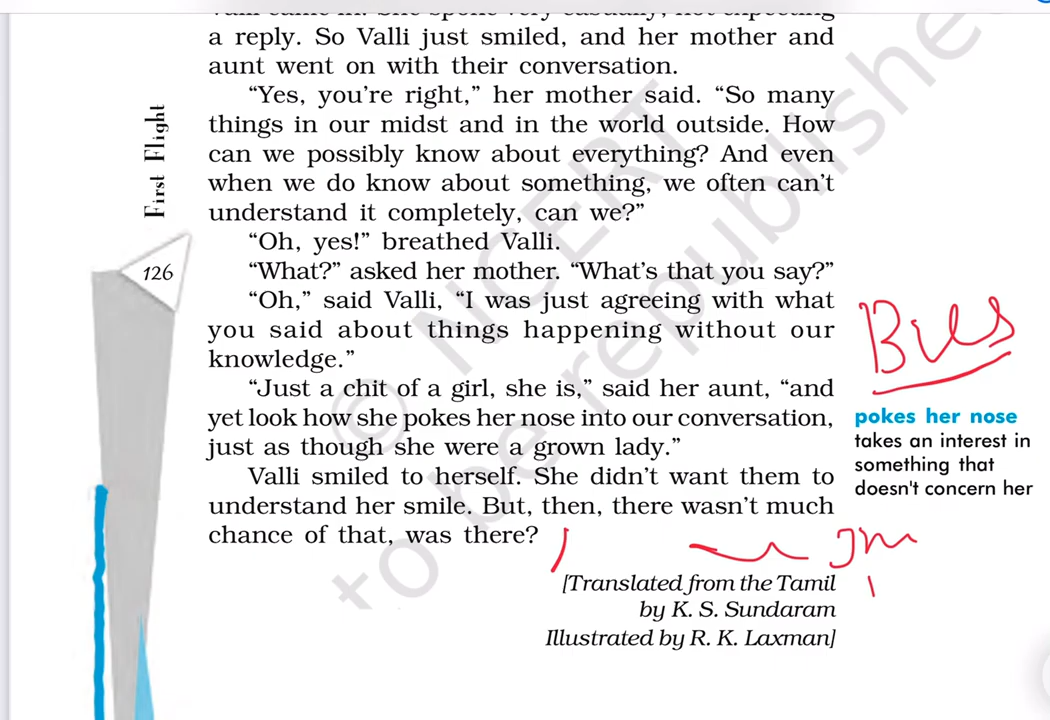 a reply. So Valli just smiled, and her mother and
aunt went on with their conversation.
“Yes, you're right,” her mother said. “So many
things in our midst and in the world outside. How
can we possibly know about everything? And even
when we do know about something, we often can't
understand it completely, can we?”
“Oh, yes!” breathed Valli.
“What?” asked her mother. “What's that you say?”
“Oh,” said Valli, “I was just agreeing with what
you said about things happening without our
knowledge.”
“Just a chit of a girl, she is,” said her aunt, “and
yet look how she pokes her nose into our conversation,
just as though she were a grown lady.”
Valli smiled to herself. She didn't want them to
understand her smile. But, then, there wasn't much
chance of that, was there?
[Translated from the Tamil
by K. S. Sundaram
Illustrated by R. K. Laxman]
First Flight
126
pokes her nose
takes an interest in
something that
doesn't concern her
© NCERT
to be republishe